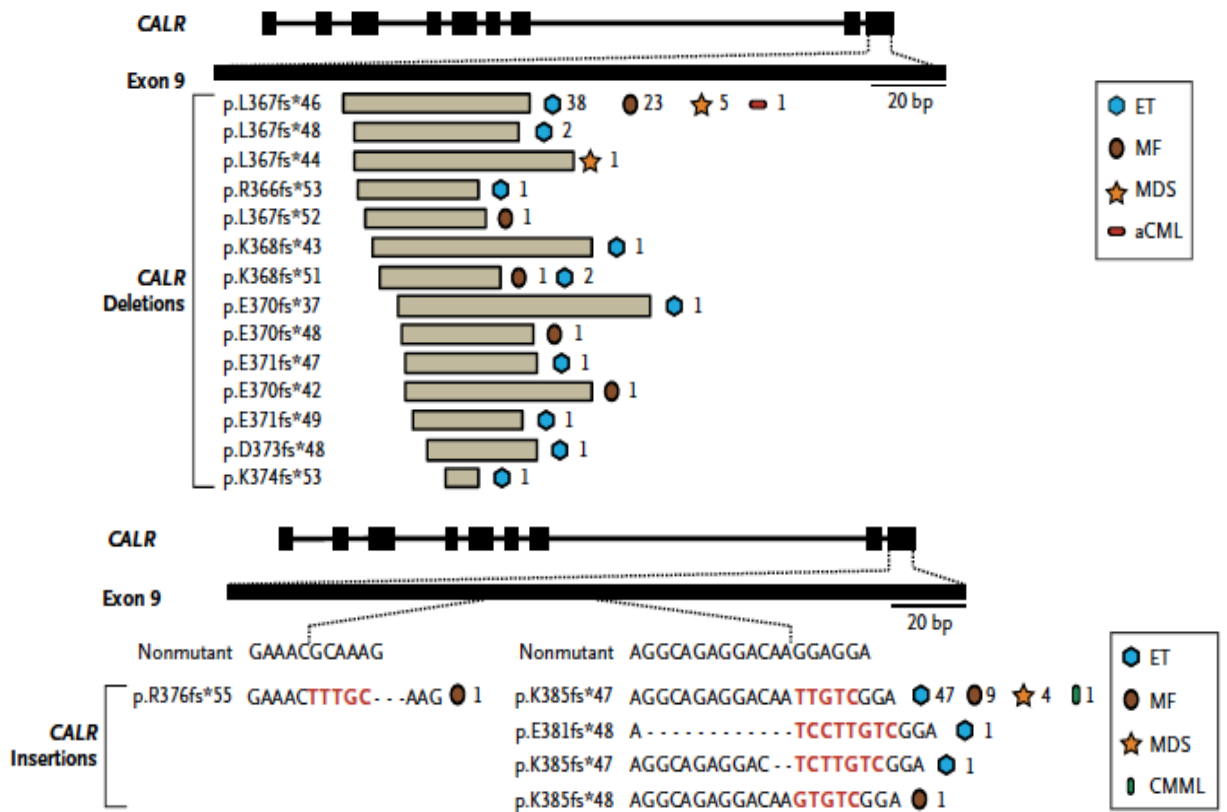 CALR
Exon 9
20 bp
p.L367fs*46 38 23 5 1
p.L367fs*48 2
p.L367fs*44 1
p.R366fs*53 1
p.L367fs*52 1
p.K368fs*43 1
CALR
Deletions
p.K368fs*51 1 2
p.E370fs*37 1
p.E370fs*48 1
p.E371fs*47 1
p.E370fs*42 1
p.E371fs*49 1
p.D373fs*48 1
p.K374fs*53 1
ET
MF
MDS
aCML
CALR
Exon 9
20 bp
Nonmutant GAAACGCAAAG
Nonmutant AGGCAGAGGACAAGGAGGA
p.R376fs*55 GAAACTTTGC---AAG 1
p.K385fs*47 AGGCAGAGGACAATTGTCGGA 47 9 4 1
CALR
Insertions
p.E381fs*48 A------------TCCTTGTCGGA 1
p.K385fs*47 AGGCAGAGGAC--TCTTGTCGGA 1
p.K385fs*48 AGGCAGAGGACAAGTGTCGGA 1
ET
MF
MDS
CMML